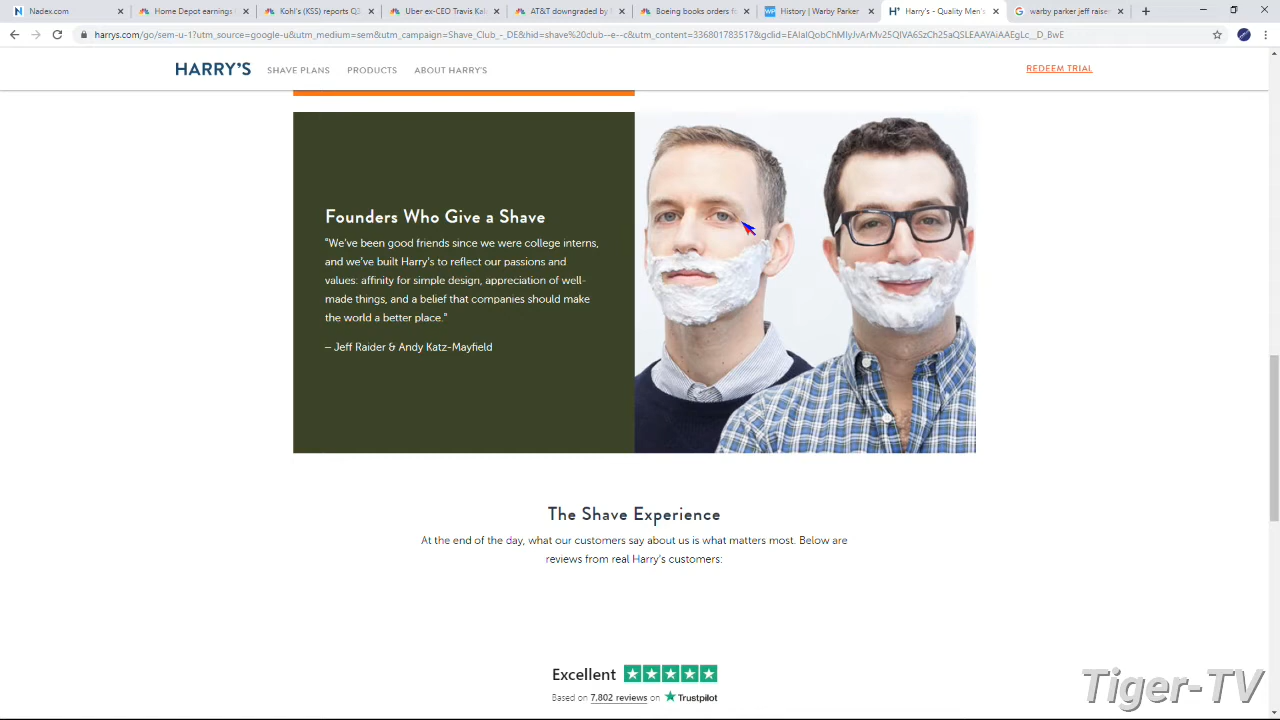 Nadex.com
Home Depot earnings
Kohl's (KSS) reports Q3
Uber ex-CEO Travis Kala
AT&T downgraded by
Boeing books orders fo
History | Warby Parker
Harry's - Quality Men's
warby parker jeff raiser
harrys.com/go/sem-u-1?utm_source=google-u&utm_medium=sem&utm_campaign=Shave_Club_-_DE&hid=shave%20club--e--c&utm_content=336801783517&gclid=
HARRY'S
SHAVE PLANS
PRODUCTS
ABOUT HARRY'S
REDEEM TRIAL
Founders Who Give a Shave
"We've been good friends since we were college interns,
and we've built Harry's to reflect our passions and
values: affinity for simple design, appreciation of well-
made things, and a belief that companies should make
the world a better place."
– Jeff Raider & Andy Katz-Mayfield
The Shave Experience
At the end of the day, what our customers say about us is what matters most. Below are
reviews from real Harry's customers:
Excellent
Based on 7,802 reviews on Trustpilot
Tiger-TV